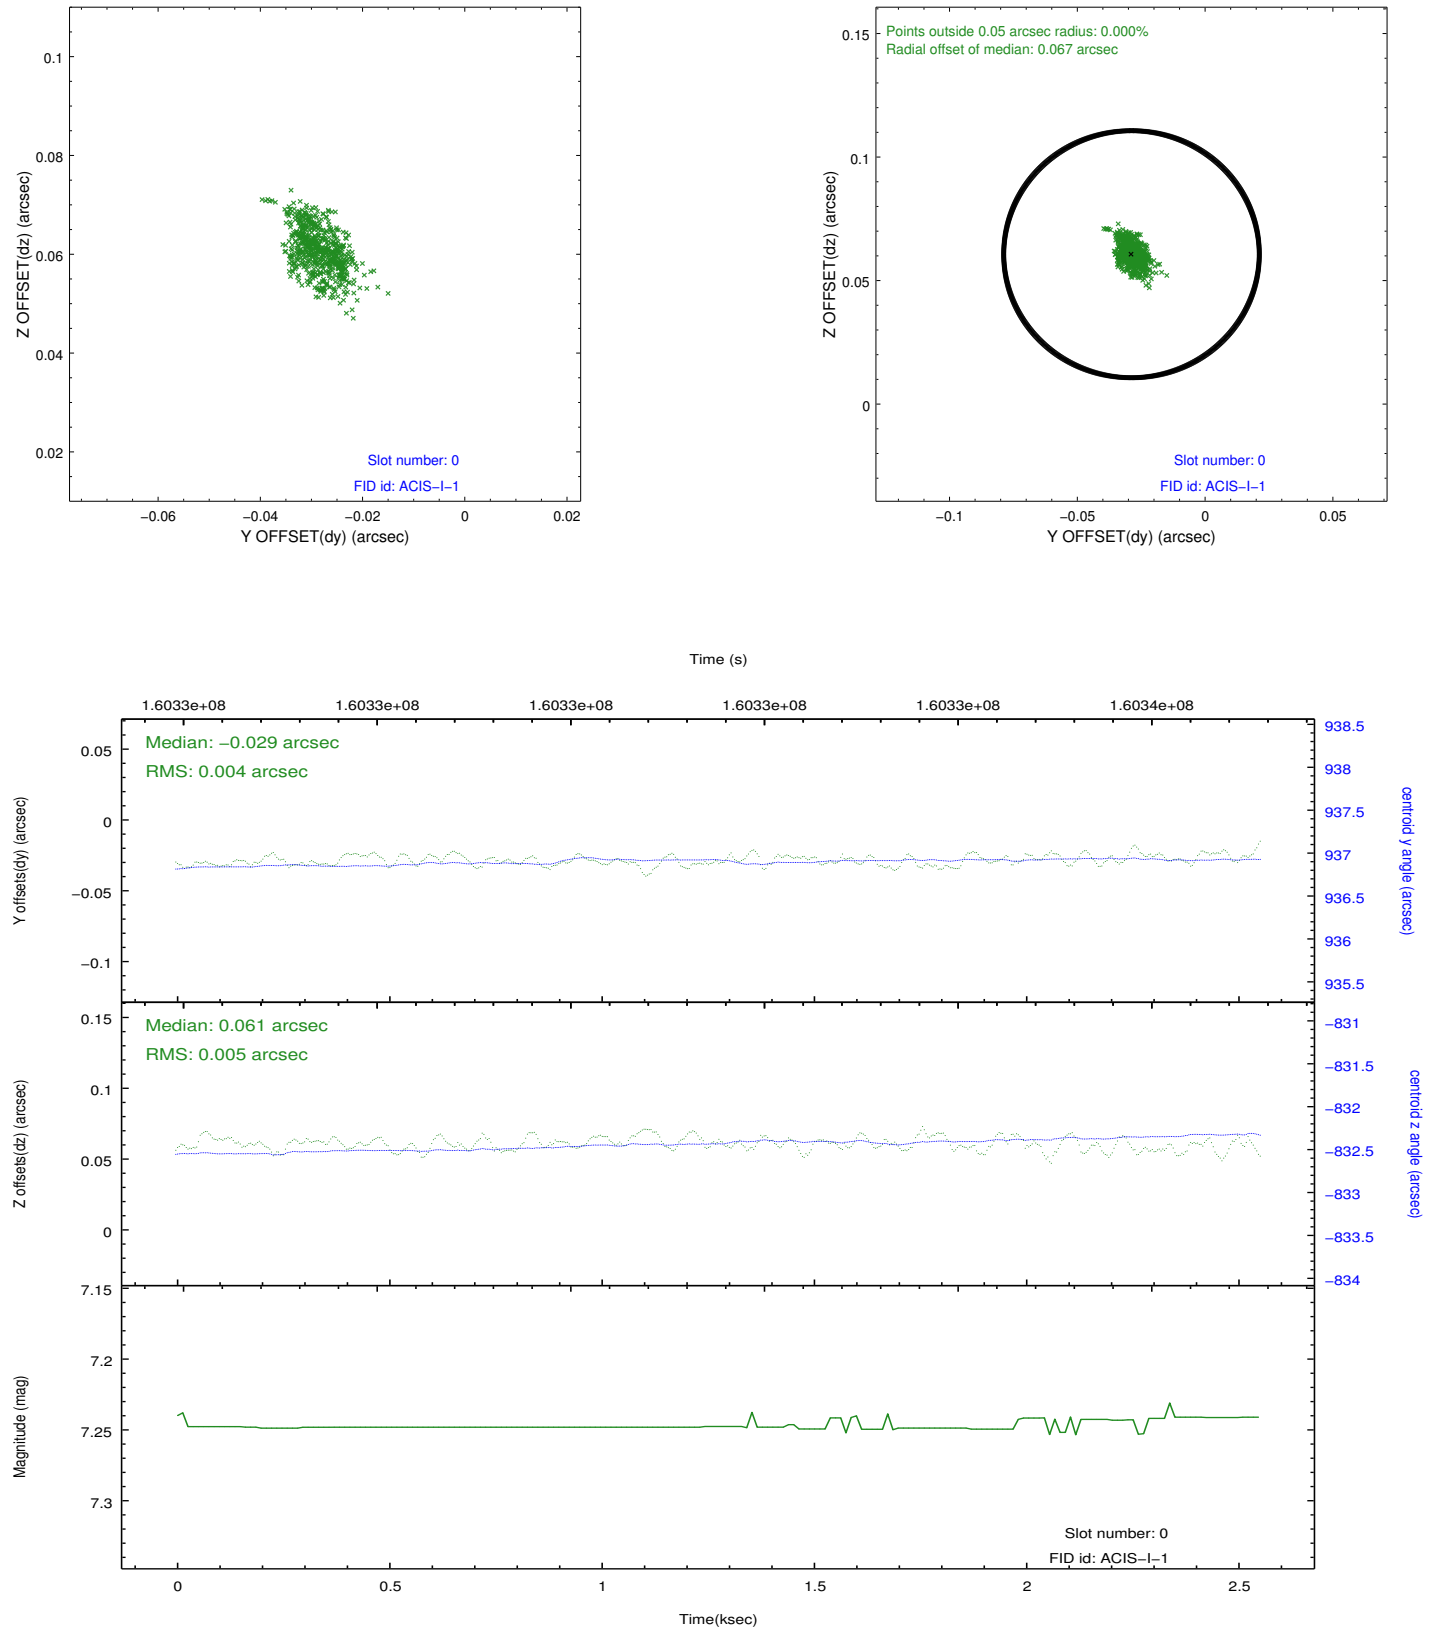 0.1
0.08
0.06
0.04
0.02
Z OFFSET(dz) (arcsec)
Slot number: 0
FID id: ACIS−I−1
−0.06
−0.04
−0.02
0
0.02
Y OFFSET(dy) (arcsec)
Points outside 0.05 arcsec radius: 0.000%
Radial offset of median: 0.067 arcsec
0.15
0.1
0.05
0
Z OFFSET(dz) (arcsec)
Slot number: 0
FID id: ACIS−I−1
−0.1
−0.05
0
0.05
Y OFFSET(dy) (arcsec)
Time (s)
1.6033e+08
1.6033e+08
1.6033e+08
1.6033e+08
1.6033e+08
1.6034e+08
Median: −0.029 arcsec
RMS: 0.004 arcsec
0.05
0
−0.05
−0.1
Y offsets(dy) (arcsec)
938.5
938
937.5
937
936.5
936
935.5
centroid y angle (arcsec)
Median: 0.061 arcsec
RMS: 0.005 arcsec
0.15
0.1
0.05
0
Z offsets(dz) (arcsec)
−831
−831.5
−832
−832.5
−833
−833.5
−834
centroid z angle (arcsec)
7.15
7.2
7.25
7.3
Magnitude (mag)
Slot number: 0
FID id: ACIS−I−1
0
0.5
1
1.5
2
2.5
Time(ksec)